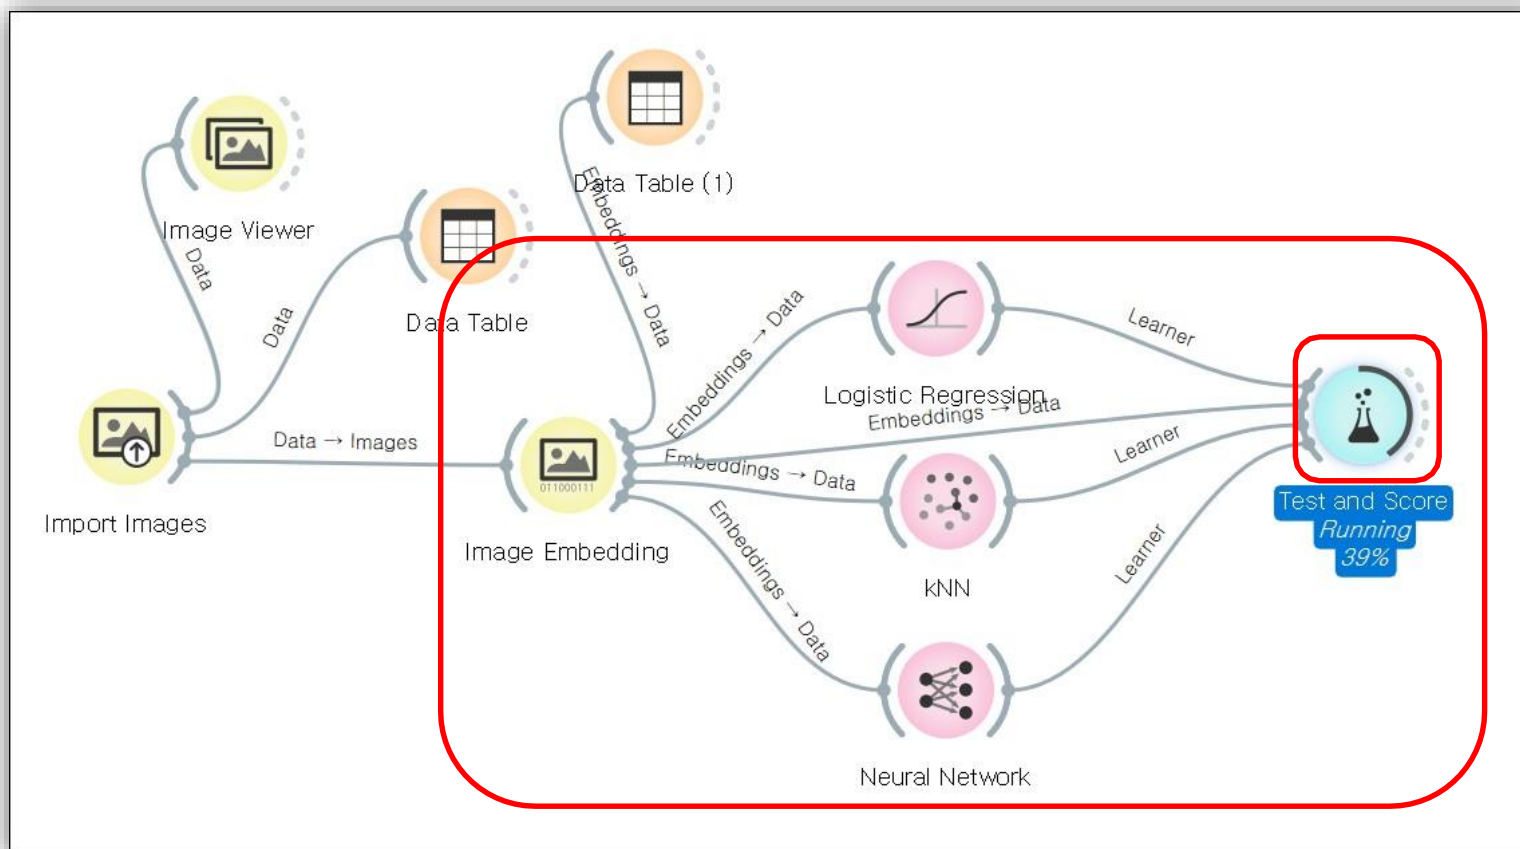 Data Table (1)
Image Viewer
Data Table
Data
Data
Embeddings → Data
Embeddings → Data
Learner
Logistic Regression
Embeddings → Data
Data → Images
Embeddings → Data
Learner
Test and Score
Running
39%
Import Images
Image Embedding
011000111
Embeddings → Data
Learner
kNN
Neural Network